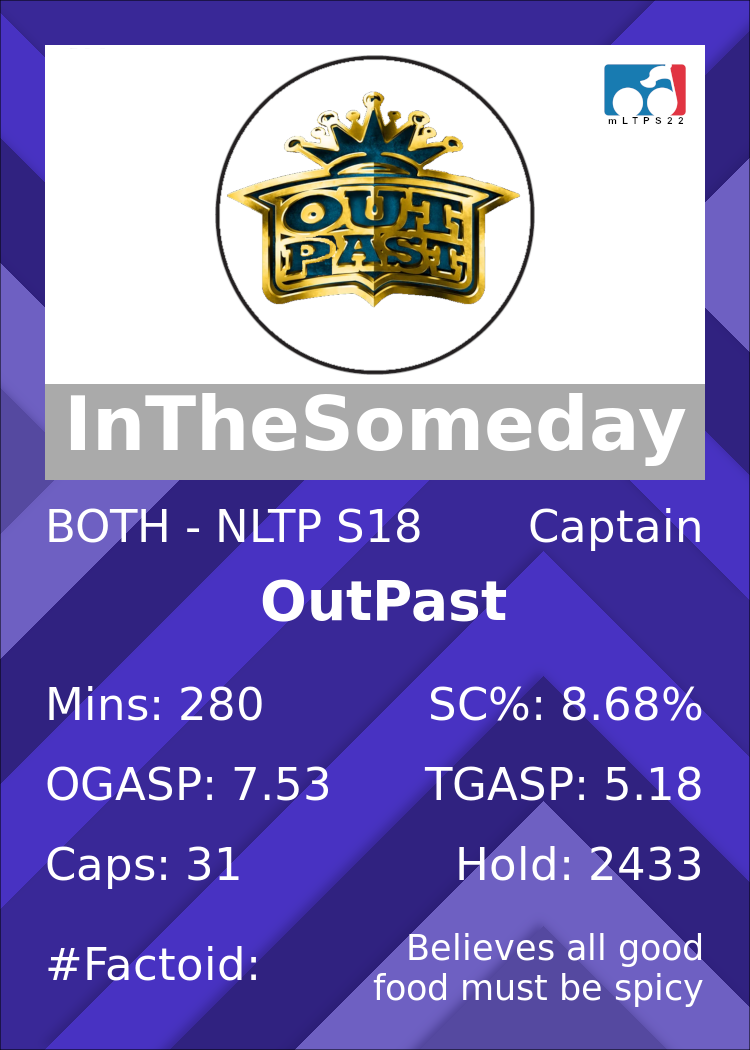 OUT
PAST
mLTPS22
InTheSomeday
BOTH - NLTP S18 Captain
OutPast
Mins: 280 SC%: 8.68%
OGASP: 7.53 TGASP: 5.18
Caps: 31 Hold: 2433
#Factoid: Believes all good
food must be spicy